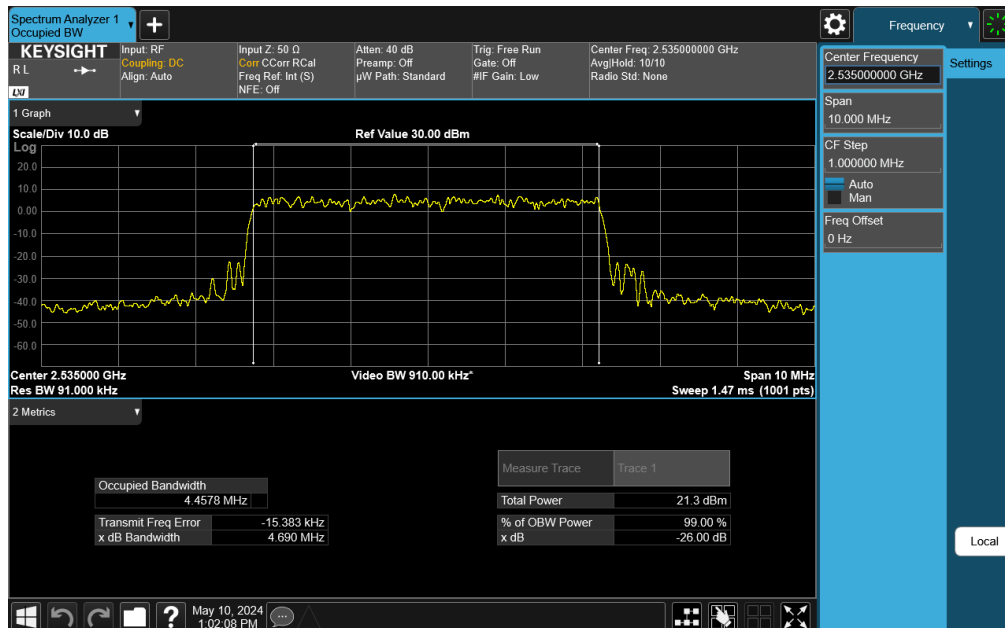 Spectrum Analyzer 1
Occupied BW
Frequency
KEYSIGHT
R L
LXI
Input: RF
Coupling: DC
Align: Auto
Input Z: 50 Ω
Corr CCorr RCal
Freq Ref: Int (S)
NFE: Off
Atten: 40 dB
Preamp: Off
µW Path: Standard
Trig: Free Run
Gate: Off
#IF Gain: Low
Center Freq: 2.535000000 GHz
Avg|Hold: 10/10
Radio Std: None
Center Frequency
2.535000000 GHz
Settings
Span
10.000 MHz
CF Step
1.000000 MHz
Auto
Man
Freq Offset
0 Hz
1 Graph
Scale/Div 10.0 dB
Ref Value 30.00 dBm
Log
20.0
10.0
0.00
-10.0
-20.0
-30.0
-40.0
-50.0
-60.0
Center 2.535000 GHz
Video BW 910.00 kHz*
Span 10 MHz
Res BW 91.000 kHz
Sweep 1.47 ms (1001 pts)
2 Metrics
Measure Trace Trace 1
Occupied Bandwidth
4.4578 MHz
Total Power 21.3 dBm
Transmit Freq Error -15.383 kHz
% of OBW Power 99.00 %
x dB Bandwidth 4.690 MHz
x dB -26.00 dB
Local
May 10, 2024
1:02:08 PM